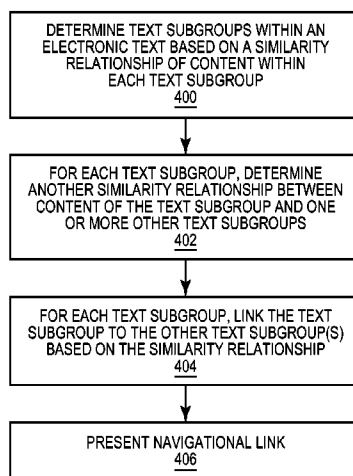 DETERMINE TEXT SUBGROUPS WITHIN AN
ELECTRONIC TEXT BASED ON A SIMILARITY
RELATIONSHIP OF CONTENT WITHIN
EACH TEXT SUBGROUP
400
FOR EACH TEXT SUBGROUP, DETERMINE
ANOTHER SIMILARITY RELATIONSHIP BETWEEN
CONTENT OF THE TEXT SUBGROUP AND ONE
OR MORE OTHER TEXT SUBGROUPS
402
FOR EACH TEXT SUBGROUP, LINK THE TEXT
SUBGROUP TO THE OTHER TEXT SUBGROUP(S)
BASED ON THE SIMILARITY RELATIONSHIP
404
PRESENT NAVIGATIONAL LINK
406